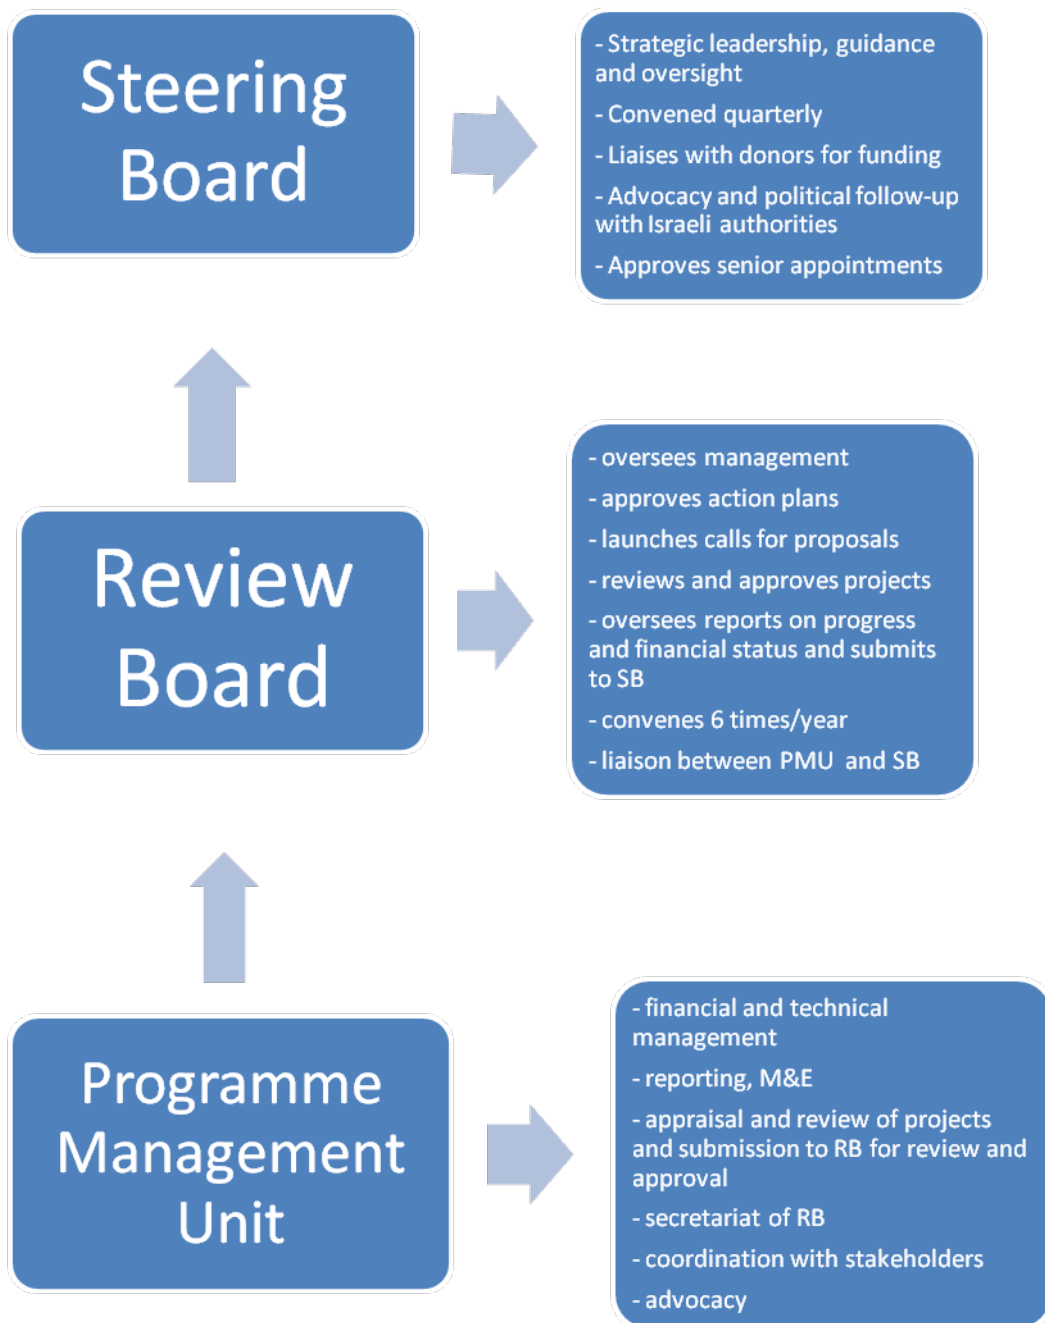 Steering
Board
- Strategic leadership, guidance
and oversight
- Convened quarterly
- Liaises with donors for funding
- Advocacy and political follow-up
with Israeli authorities
- Approves senior appointments
Review
Board
- oversees management
- approves action plans
- launches calls for proposals
- reviews and approves projects
- oversees reports on progress
and financial status and submits
to SB
- convenes 6 times/year
- liaison between PMU and SB
Programme
Management
Unit
- financial and technical
management
- reporting, M&E
- appraisal and review of projects
and submission to RB for review and
approval
- secretariat of RB
- coordination with stakeholders
- advocacy